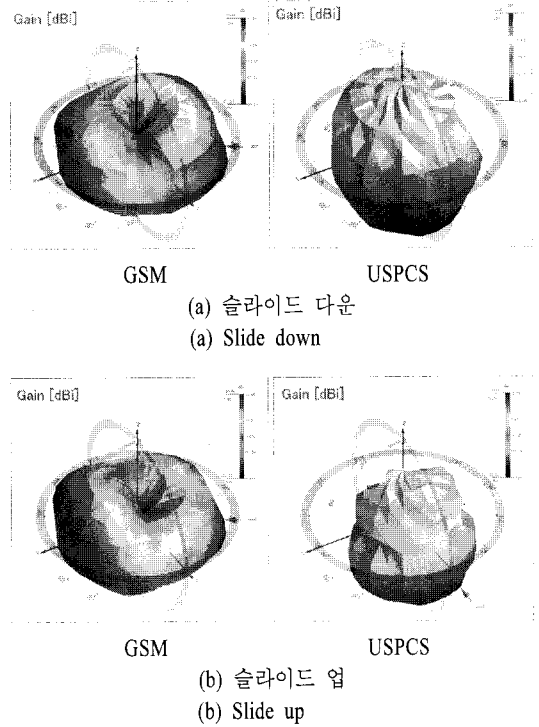 Gain [dBi]
Gain [dBi]
GSM
USPCS
(a) 슬라이드 다운
(a) Slide down
Gain [dBi]
Gain [dBi]
GSM
USPCS
(b) 슬라이드 업
(b) Slide up